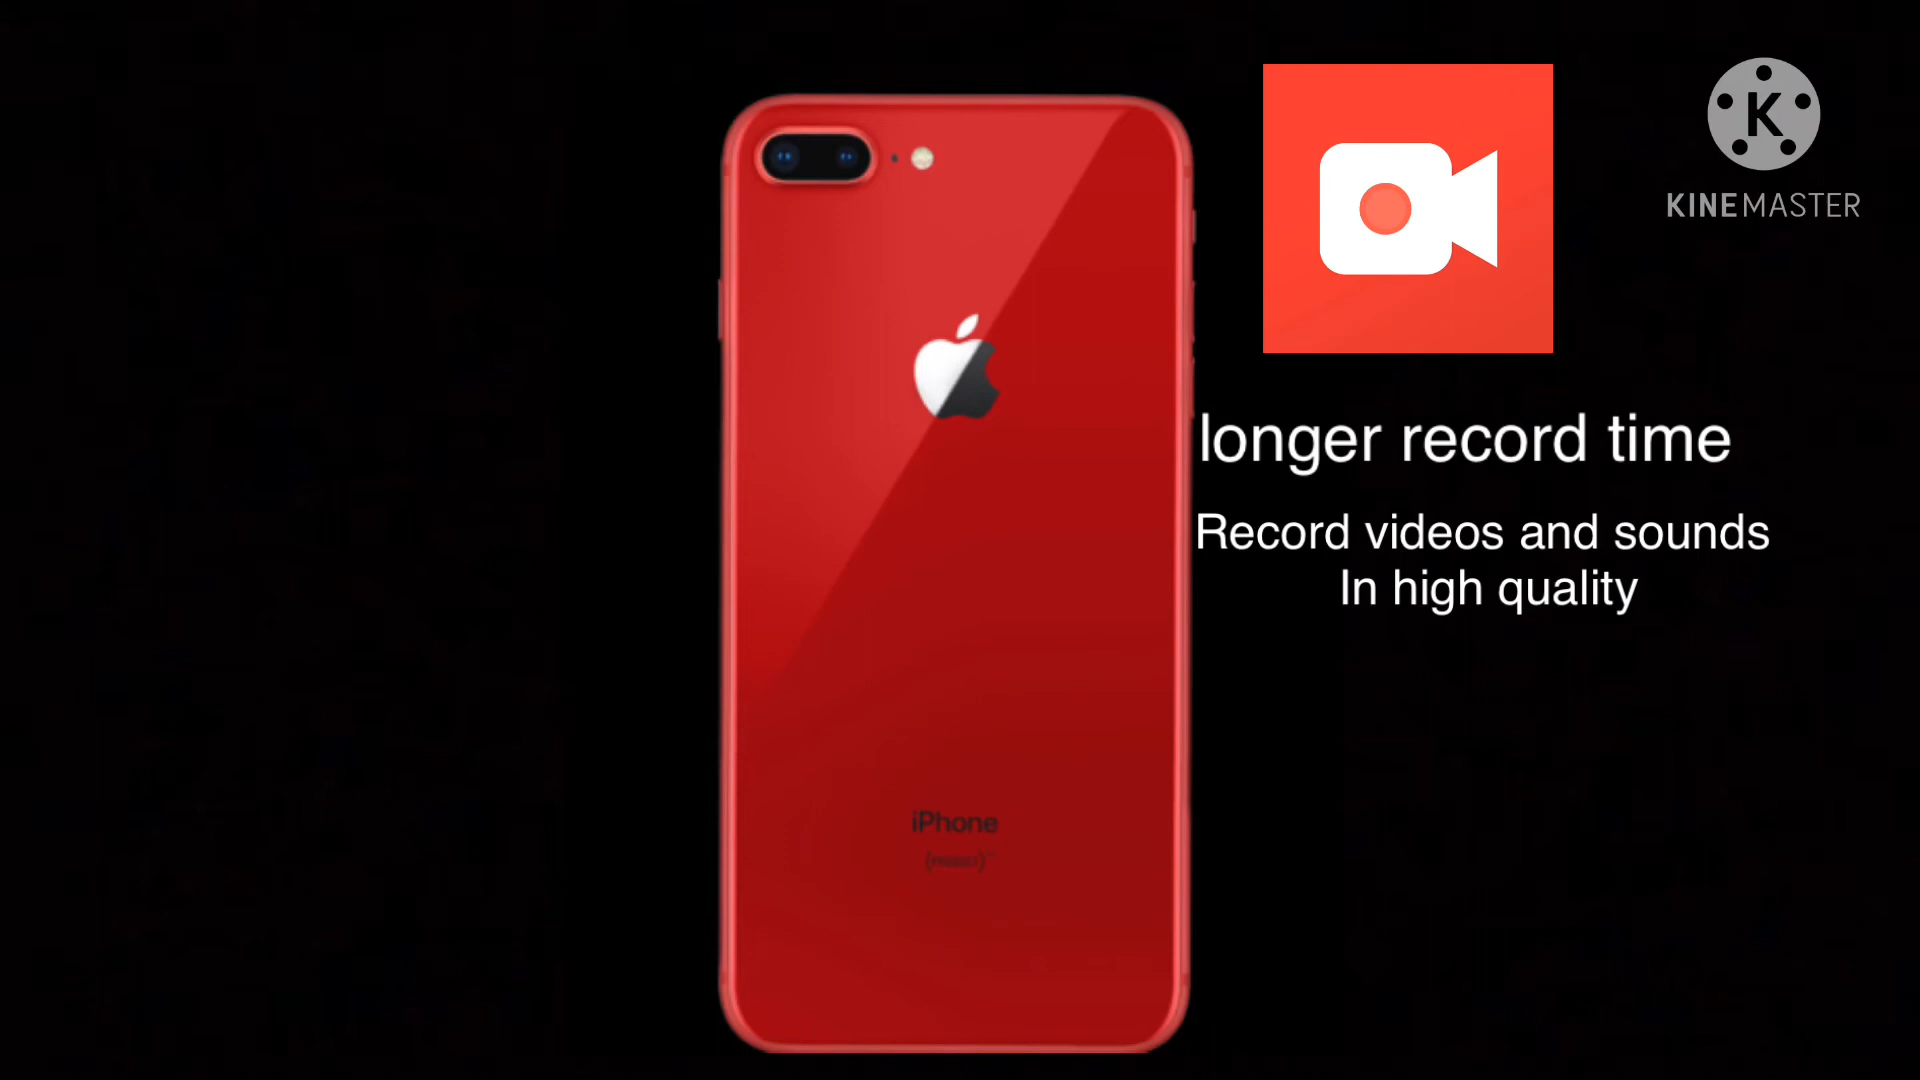 K
KINEMASTER
longer record time
Record videos and sounds
In high quality
iPhone